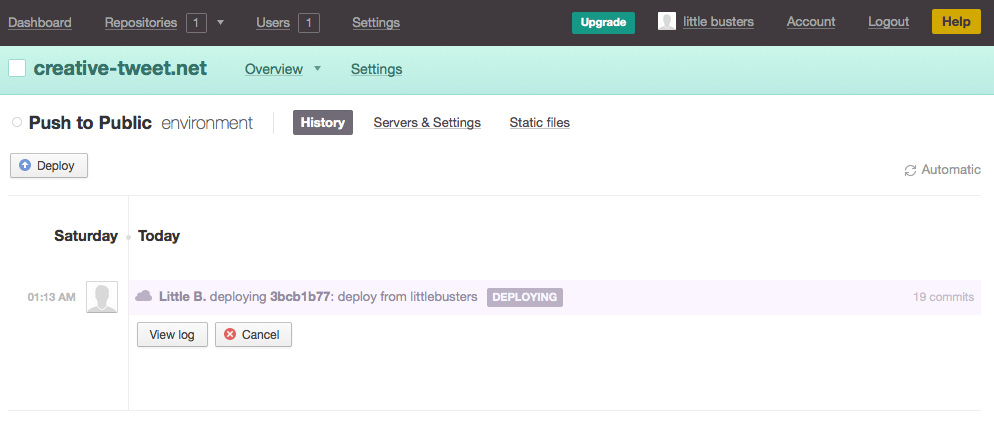 Dashboard Repositories 1 Users 1 Settings Upgrade little busters Account Logout Help
creative-tweet.net Overview Settings
Push to Public environment History Servers & Settings Static files
Deploy Automatic
Saturday Today
01:13 AM Little B. deploying 3bcb1b77: deploy from littlebusters DEPLOYING 19 commits
View log Cancel